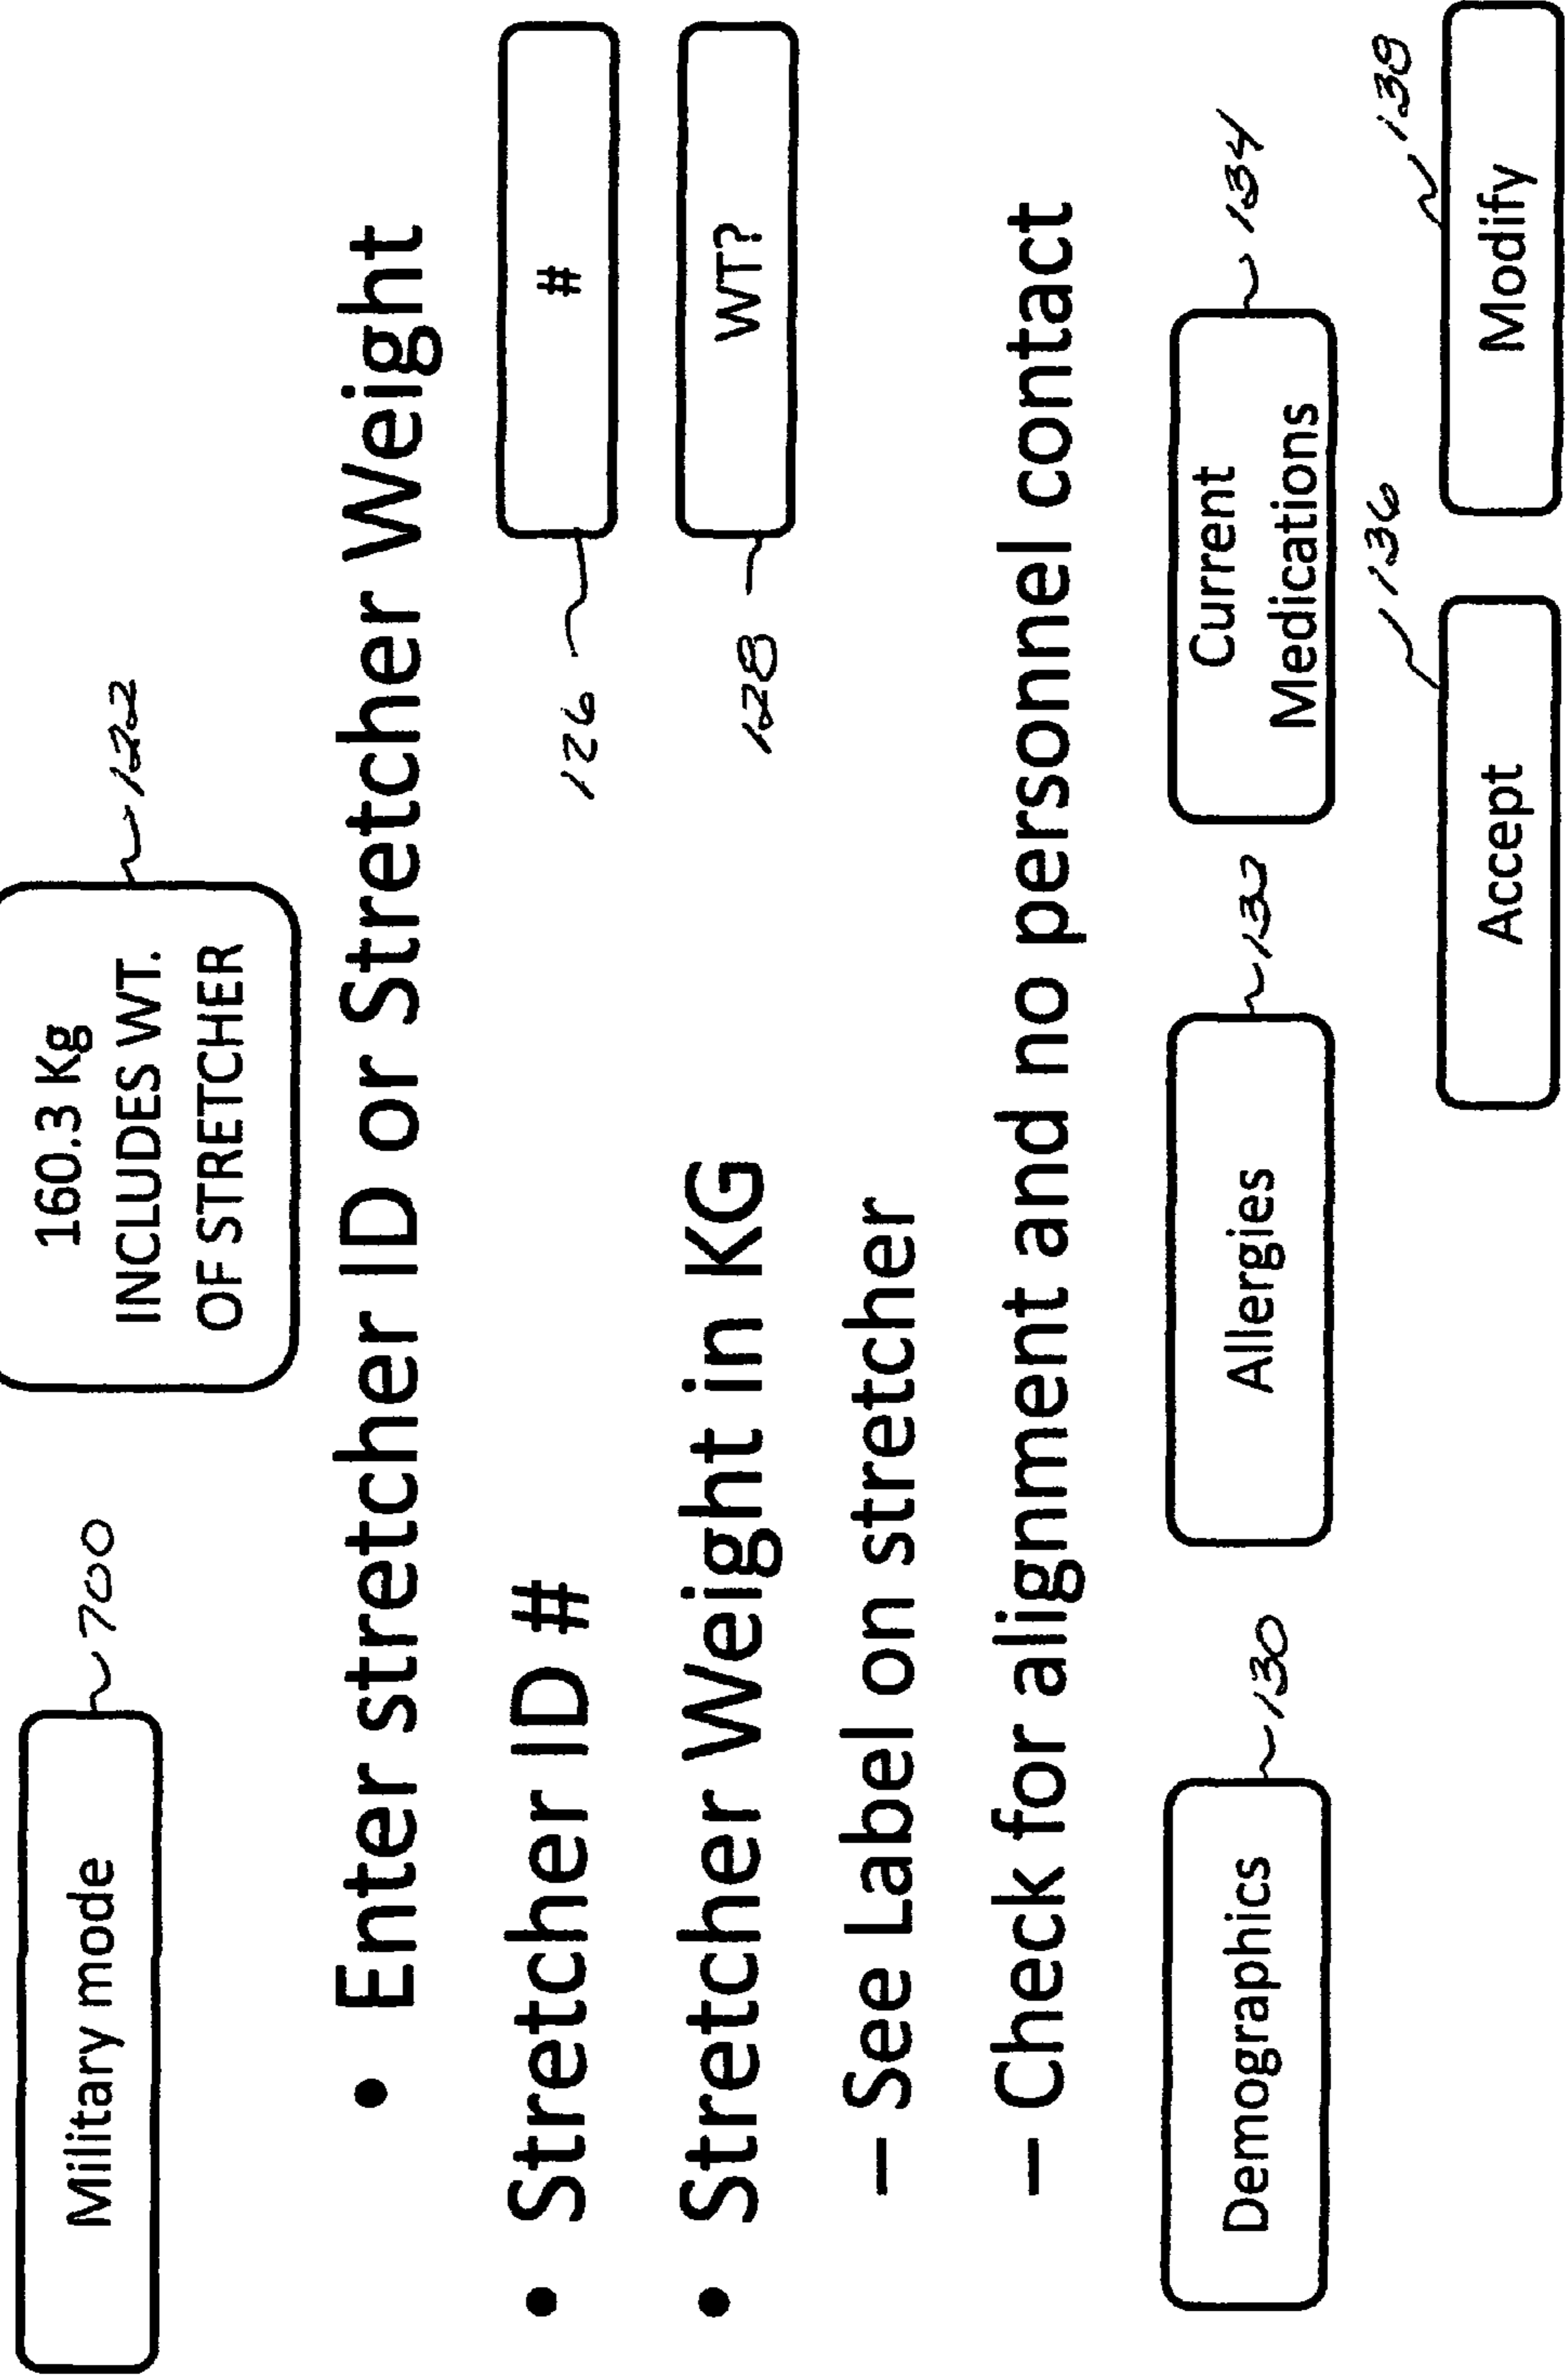 Military mode
700
160.3 Kg
INCLUDES WT.
OF STRETCHER
122
• Enter stretcher ID or Stretcher Weight
• Stretcher ID #
126
#
• Stretcher Weight in KG
128
WT?
– See Label on stretcher
– Check for alignment and no personnel contact
Demographics
130
Allergies
132
Current
Medications
134
Accept
136
Modify
138